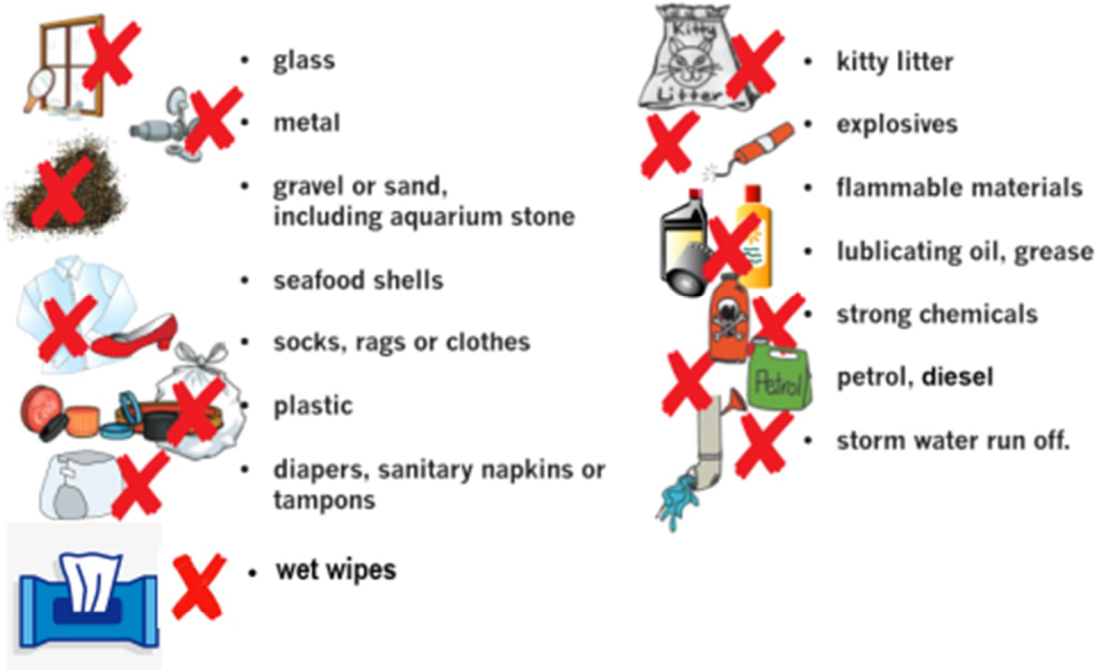 • glass
• metal
• gravel or sand,
including aquarium stone
• seafood shells
• socks, rags or clothes
• plastic
• diapers, sanitary napkins or
tampons
• wet wipes
Kitty
Litter
• kitty litter
• explosives
• flammable materials
• lublicating oil, grease
• strong chemicals
Petrol
petrol, diesel
• storm water run off.